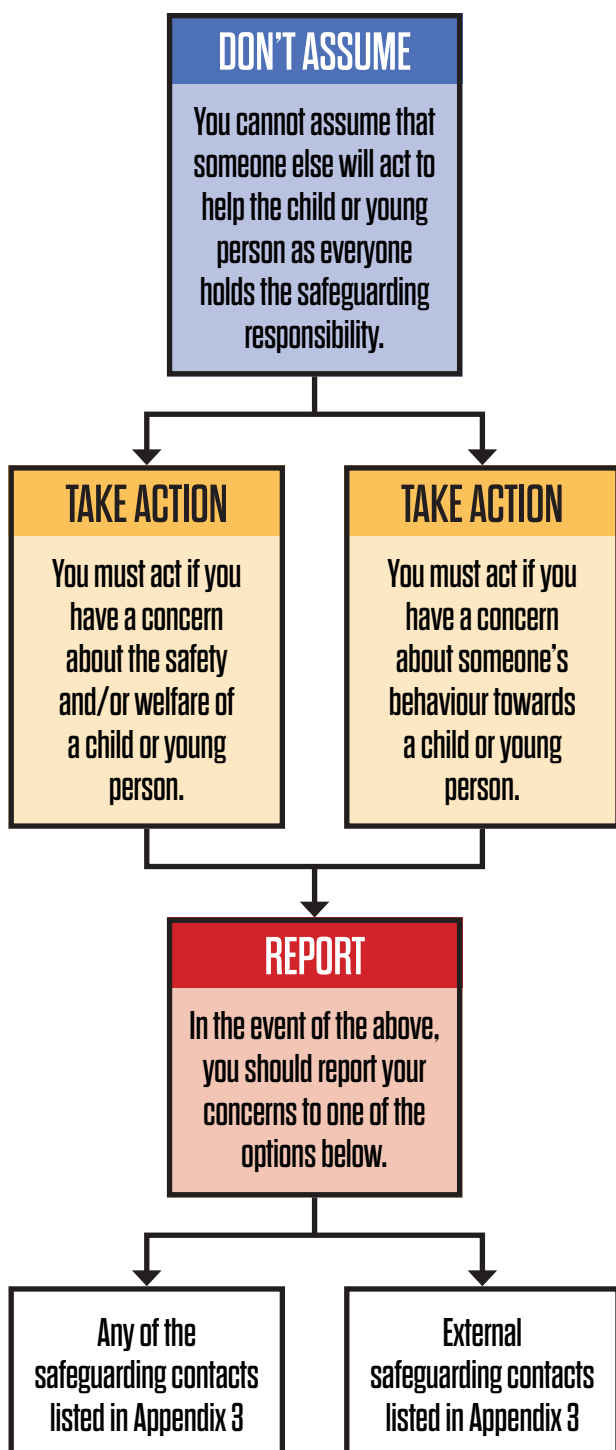 DON'T ASSUME
You cannot assume that
someone else will act to
help the child or young
person as everyone
holds the safeguarding
responsibility.
TAKE ACTION
You must act if you
have a concern
about the safety
and/or welfare of
a child or young
person.
TAKE ACTION
You must act if you
have a concern
about someone's
behaviour towards
a child or young
person.
REPORT
In the event of the above,
you should report your
concerns to one of the
options below.
Any of the
safeguarding contacts
listed in Appendix 3
External
safeguarding contacts
listed in Appendix 3